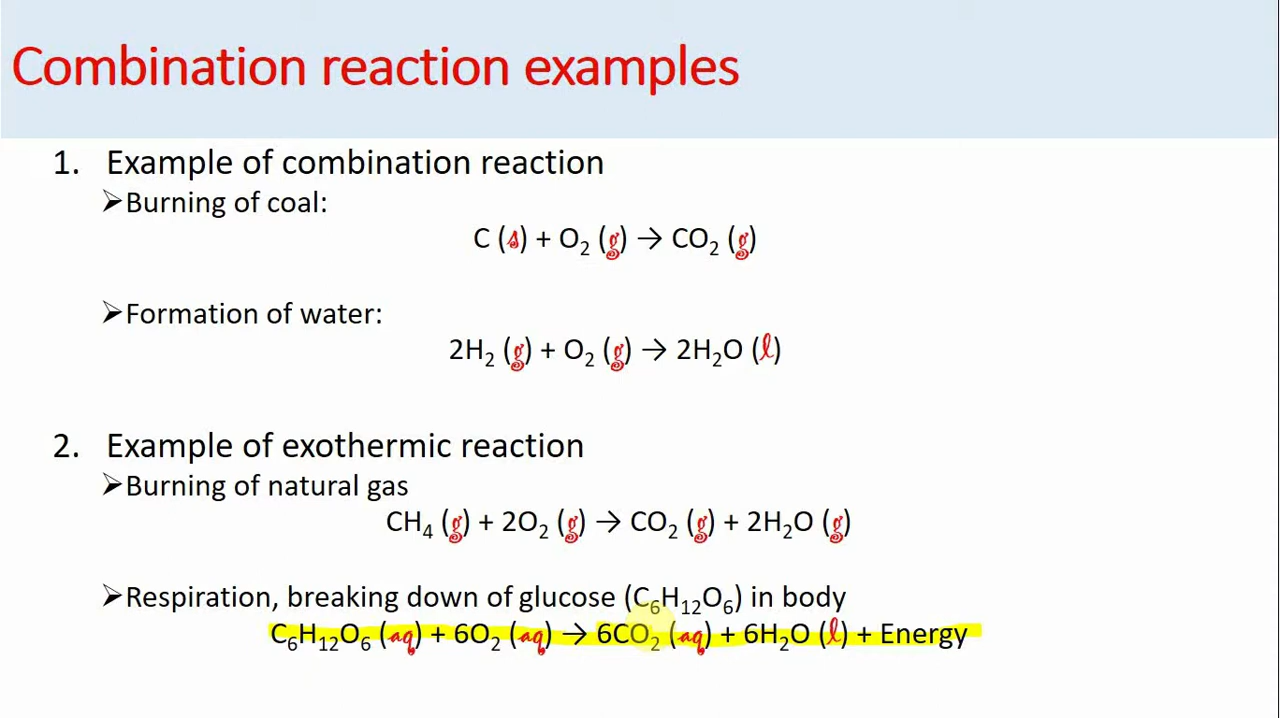 Combination reaction examples
1. Example of combination reaction
➢Burning of coal:
C (s) + O₂ (g) → CO₂ (g)
➢Formation of water:
2H₂ (g) + O₂ (g) → 2H₂O (l)
2. Example of exothermic reaction
➢Burning of natural gas
CH₄ (g) + 2O₂ (g) → CO₂ (g) + 2H₂O (g)
➢Respiration, breaking down of glucose (C₆H₁₂O₆) in body
C₆H₁₂O₆ (aq) + 6O₂ (aq) → 6CO₂ (aq) + 6H₂O (l) + Energy